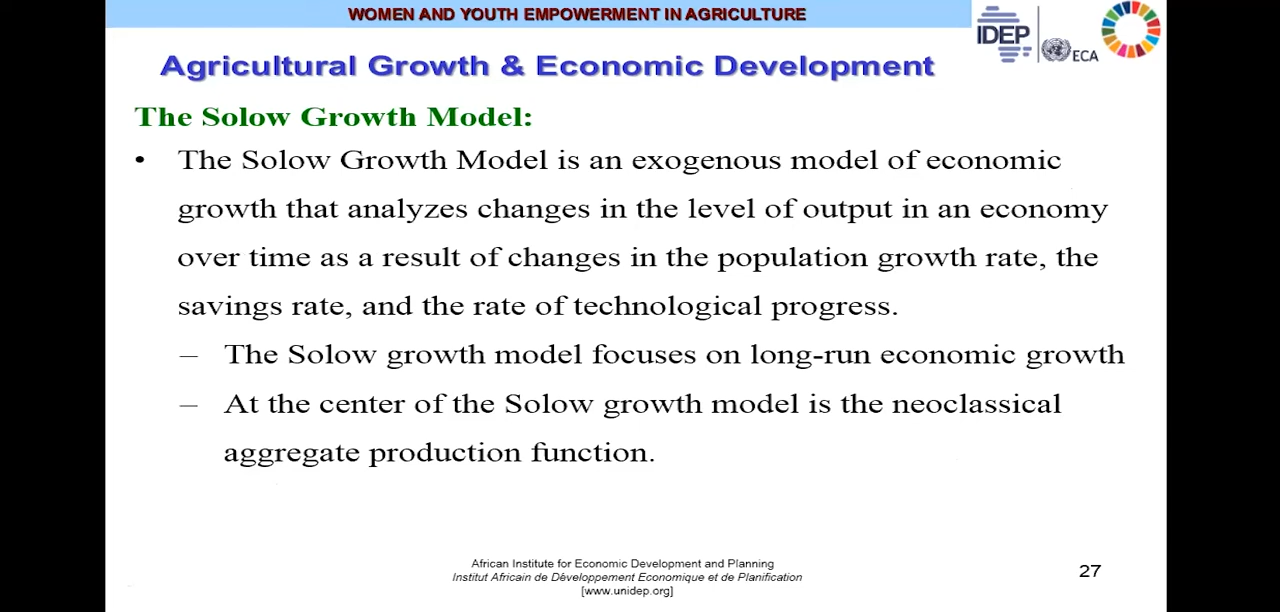 WOMEN AND YOUTH EMPOWERMENT IN AGRICULTURE
IDEP
ECA
Agricultural Growth & Economic Development
The Solow Growth Model:
• The Solow Growth Model is an exogenous model of economic
growth that analyzes changes in the level of output in an economy
over time as a result of changes in the population growth rate, the
savings rate, and the rate of technological progress.
– The Solow growth model focuses on long-run economic growth
– At the center of the Solow growth model is the neoclassical
aggregate production function.
African Institute for Economic Development and Planning
Institut Africain de Développement Economique et de Planification
[www.unidep.org]
27